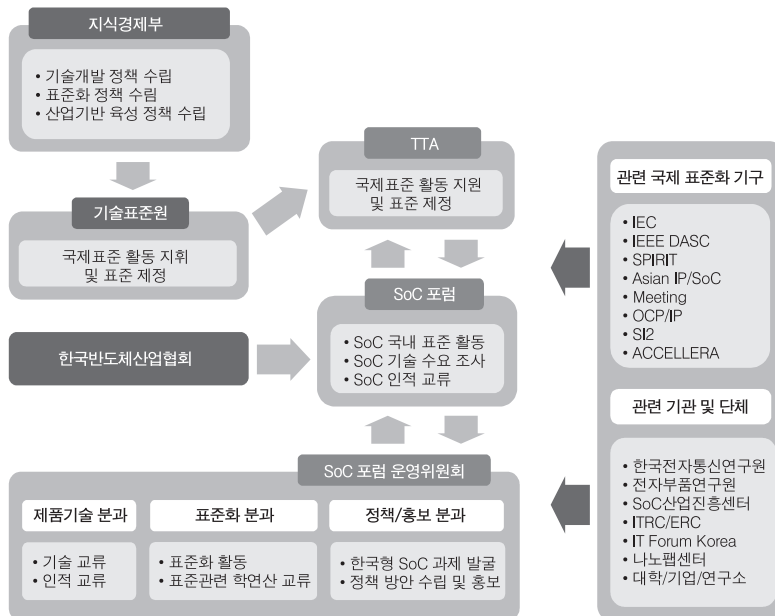 지식경제부
• 기술개발 정책 수립
• 표준화 정책 수림
• 산업기반 육성 정책 수립
기술표준원
국제표준 활동 지휘
및 표준 제정
한국반도체산업협회
TTA
국제표준 활동 지원
및 표준 제정
SoC 포럼
• SoC 국내 표준 활동
• SoC 기술 수요 조사
• SoC 인적 교류
SoC 포럼 운영위원회
제품기술 분과
• 기술 교류
• 인적 교류
표준화 분과
• 표준화 활동
• 표준관련 학연산 교류
정책/홍보 분과
• 한국형 SoC 과제 발굴
• 정책 방안 수립 및 홍보
관련 국제 표준화 기구
• IEC
• IEEE DASC
• SPIRIT
• Asian IP/SoC
• Meeting
• OCP/IP
• SI2
• ACCELLERA
관련 기관 및 단체
• 한국전자통신연구원
• 전자부품연구원
• SoC산업진흥센터
• ITRC/ERC
• IT Forum Korea
• 나노팹센터
• 대학/기업/연구소